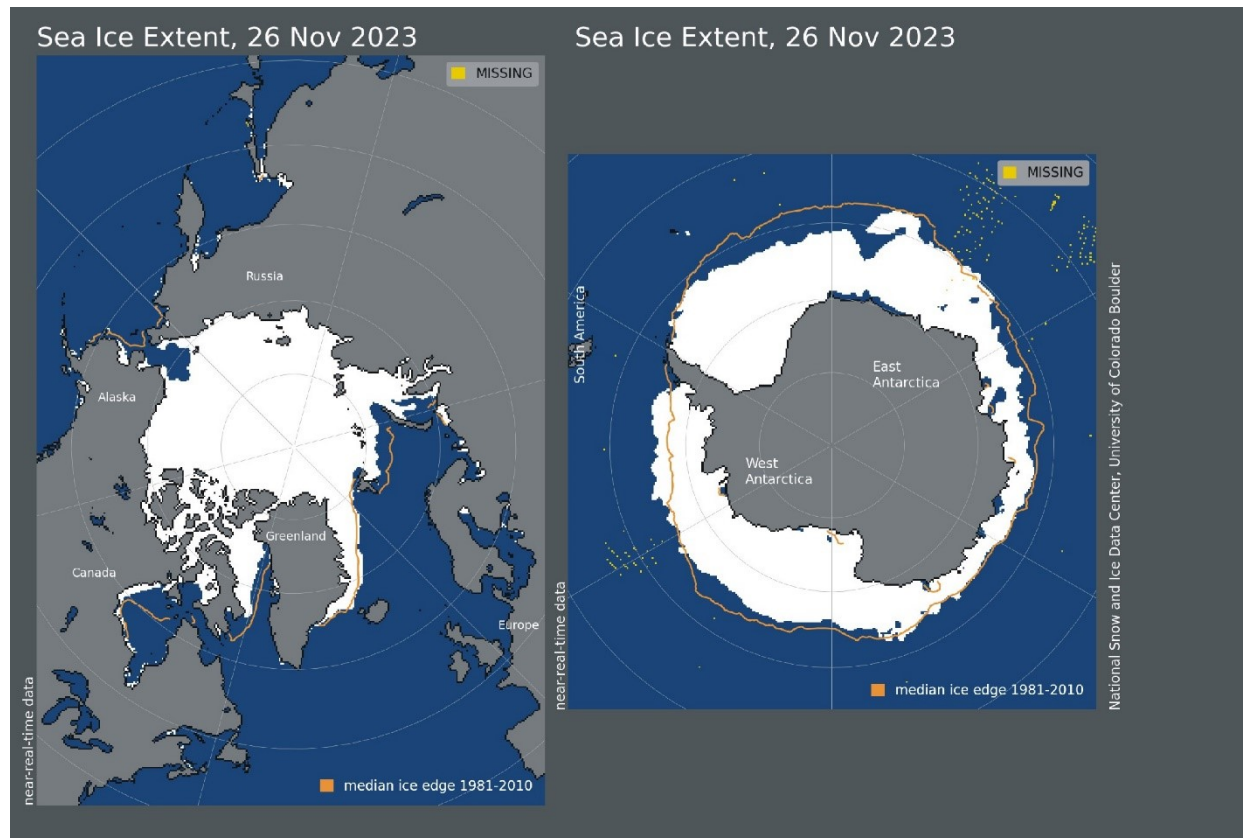 Sea Ice Extent, 26 Nov 2023
MISSING
Russia
Alaska
Greenland
Canada
Europe
near-real-time data
median ice edge 1981-2010
Sea Ice Extent, 26 Nov 2023
MISSING
South America
East
Antarctica
West
Antarctica
near-real-time data
median ice edge 1981-2010
National Snow and Ice Data Center, University of Colorado Boulder